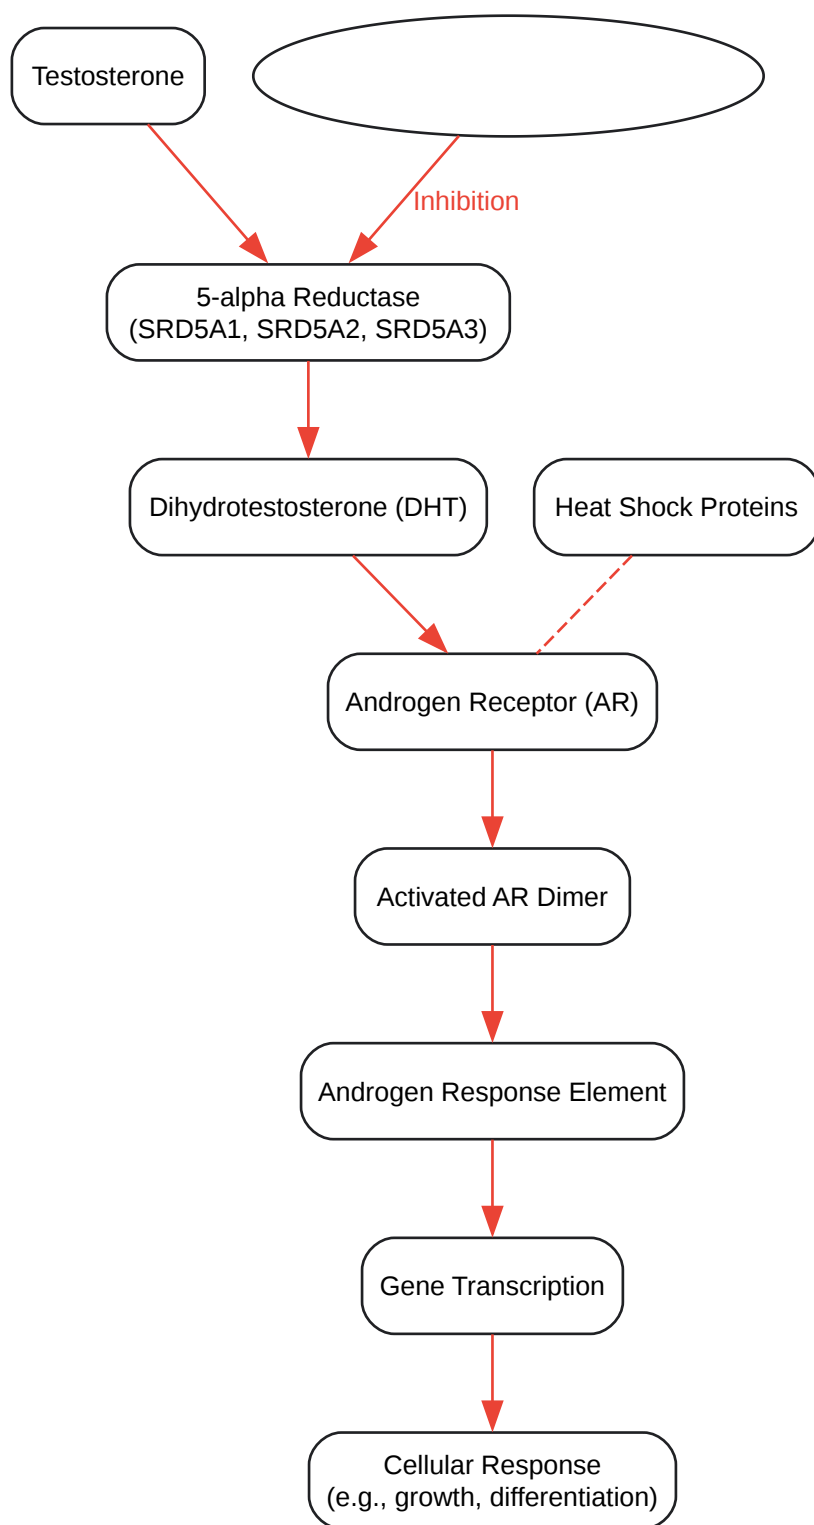 Testosterone
Inhibition
5-alpha Reductase
(SRD5A1, SRD5A2, SRD5A3)
Dihydrotestosterone (DHT)
Heat Shock Proteins
Androgen Receptor (AR)
Activated AR Dimer
Androgen Response Element
Gene Transcription
Cellular Response
(e.g., growth, differentiation)